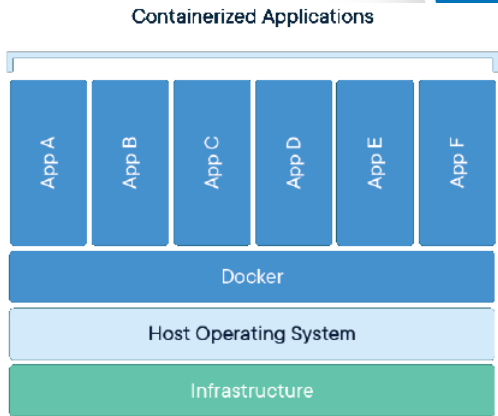 Containerized Applications
App A
App B
App C
App D
App E
App F
Docker
Host Operating System
Infrastructure